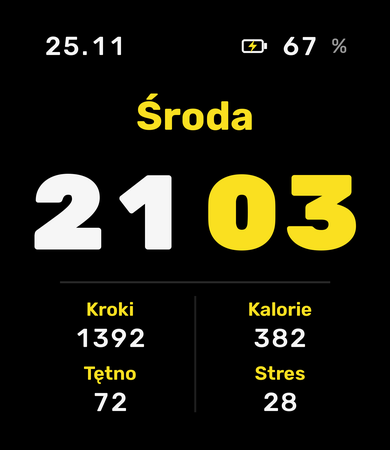 25.11 67 %
Środa
21 03
Kroki Kalorie
1392 382
Tętno Stres
72 28